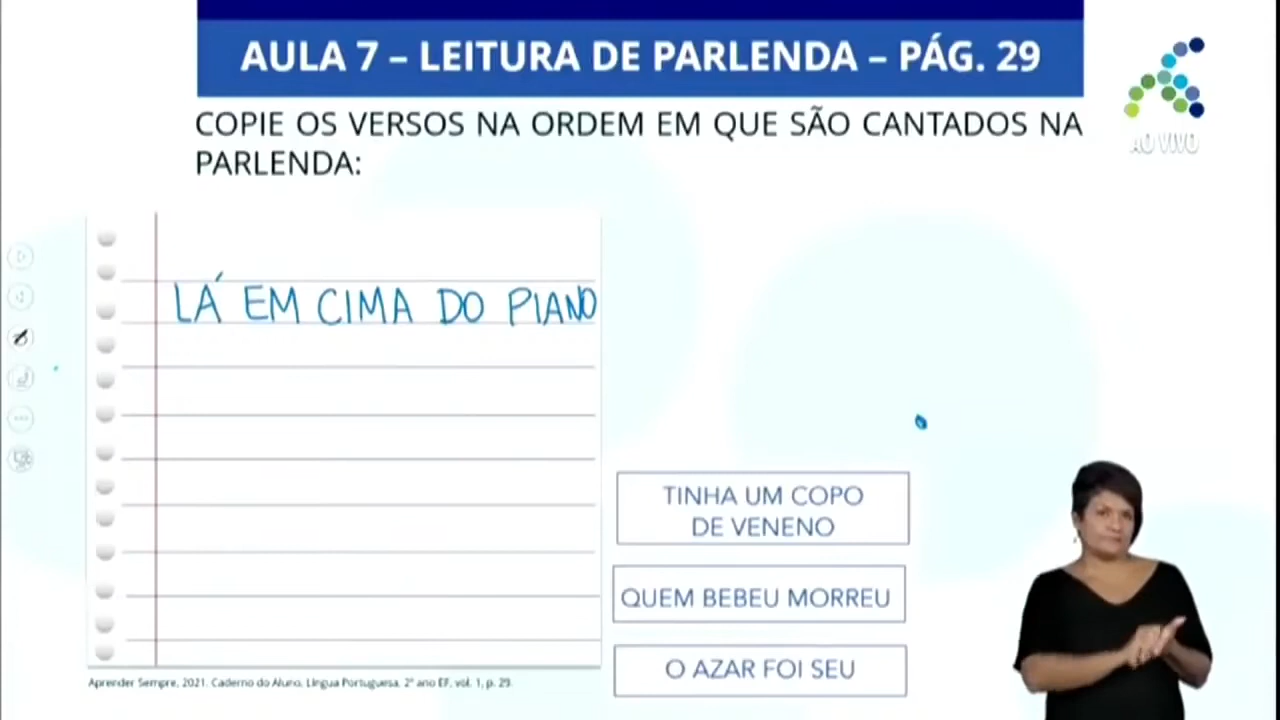 AULA 7 – LEITURA DE PARLENDA – PÁG. 29
COPIE OS VERSOS NA ORDEM EM QUE SÃO CANTADOS NA
PARLENDA:
AO VIVO
LÁ EM CIMA DO PIANO
TINHA UM COPO
DE VENENO
QUEM BEBEU MORREU
O AZAR FOI SEU
Aprender Sempre, 2021. Caderno do Aluno, Língua Portuguesa, 2º ano EF, vol. 1, p. 29.